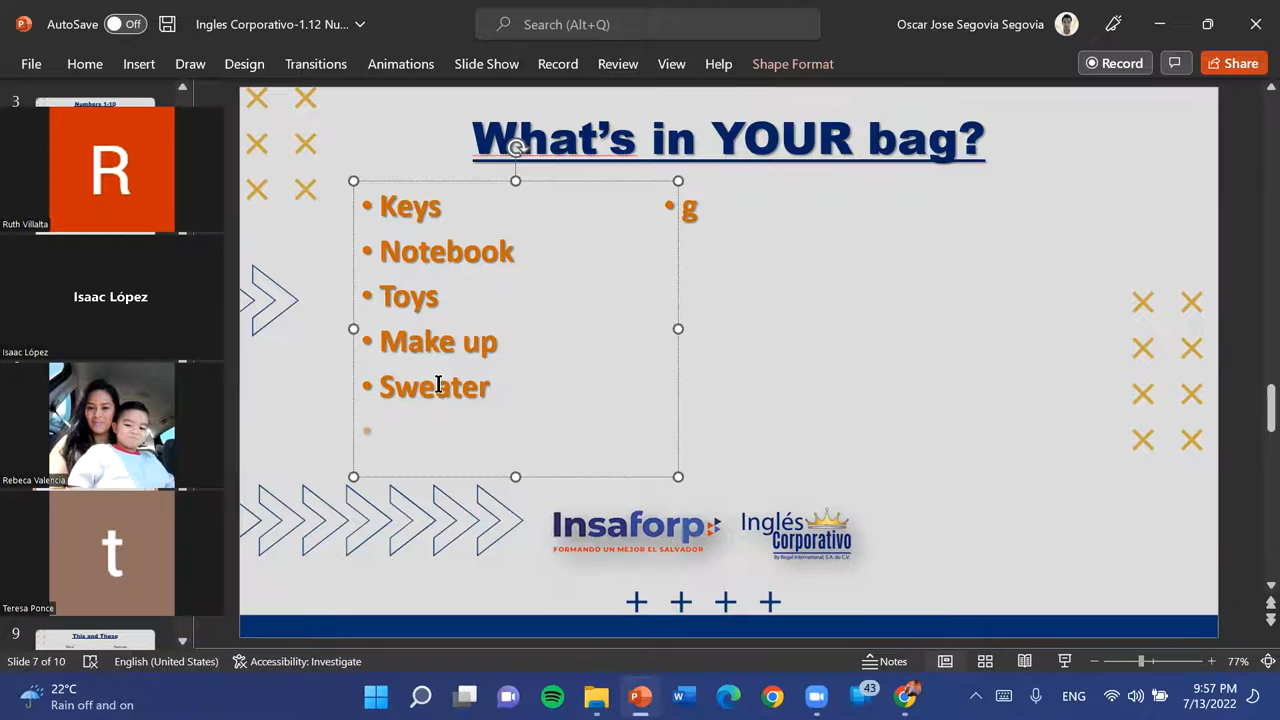 AutoSave Off Ingles Corporativo-1.12 Nu... Search (Alt+Q) Oscar Jose Segovia Segovia
File Home Insert Draw Design Transitions Animations Slide Show Record Review View Help Shape Format Record Share
3
Numbers 1-10
R
Ruth Villalta
Isaac López
Isaac López
Rebeca Valencia
t
Teresa Ponce
9
This and These
What's in YOUR bag?
• Keys
• Notebook
• Toys
• Make up
• Sweater
•
• g
Insaforp
FORMANDO UN MEJOR EL SALVADOR
Inglés
Corporativo
By Regal International, S.A. de C.V.
Slide 7 of 10 English (United States) Accessibility: Investigate Notes 77%
22°C
Rain off and on
43
ENG
9:57 PM
7/13/2022